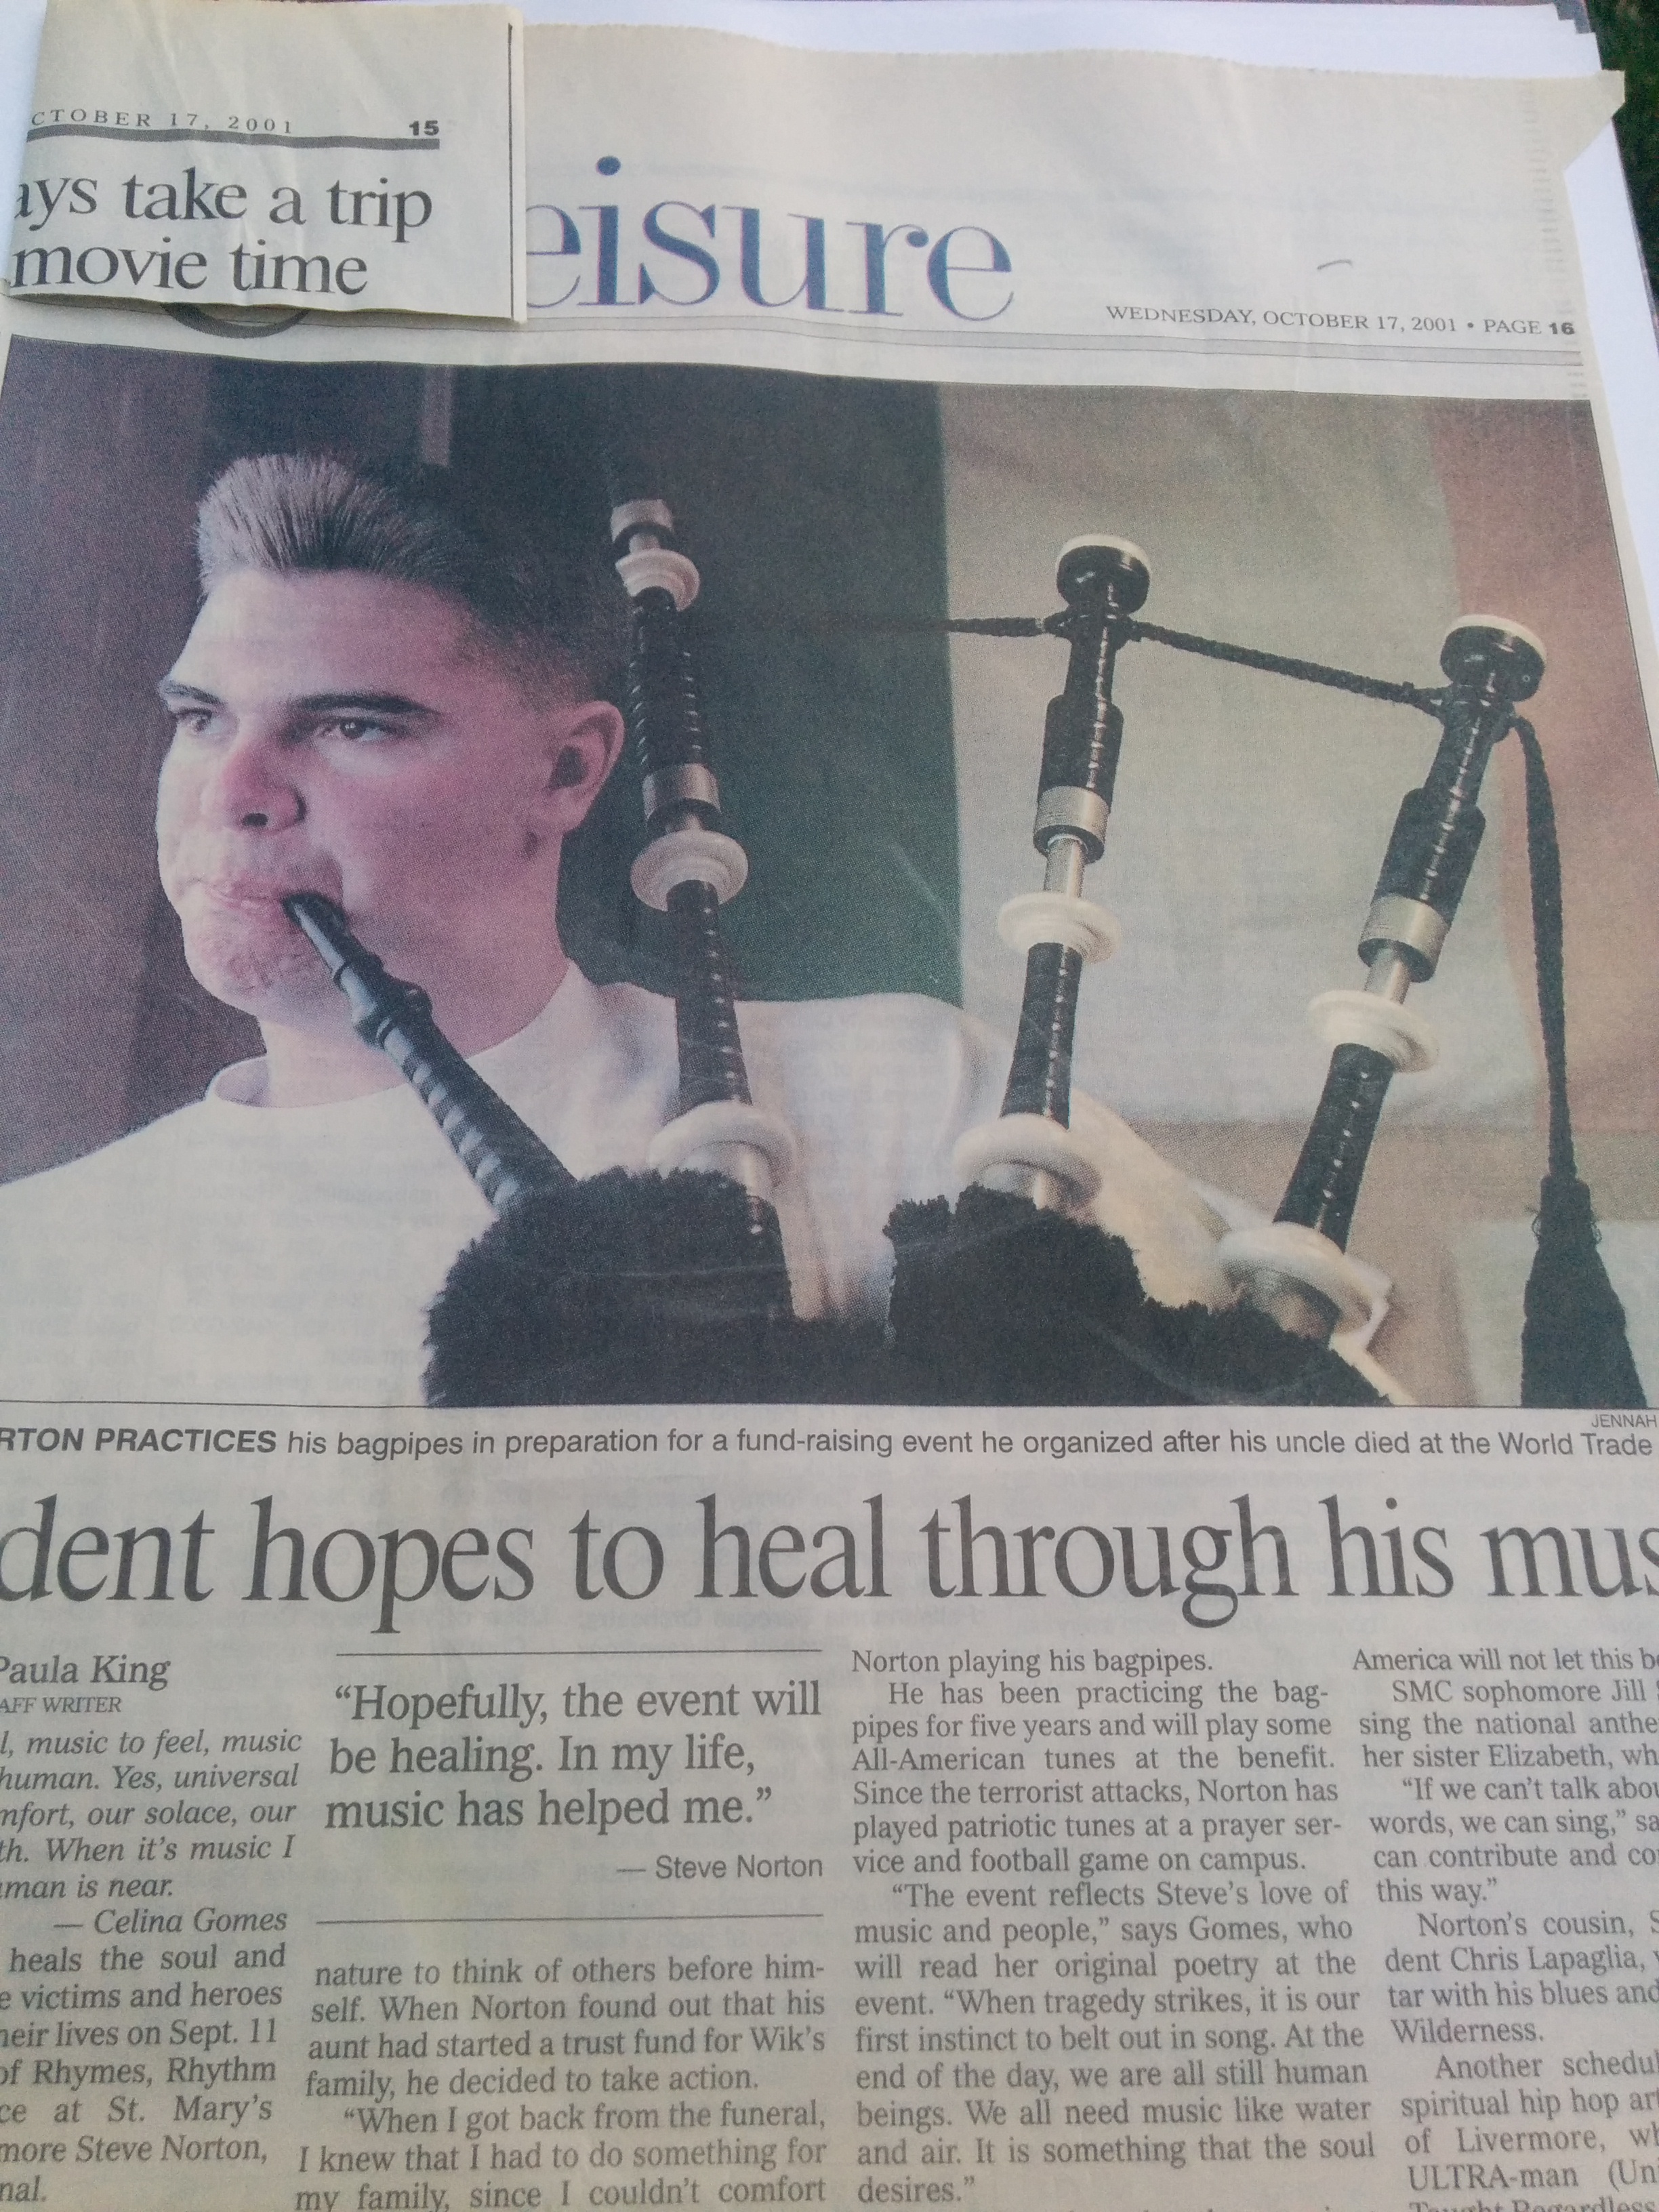 CTOBER 17, 2001 15
ays take a trip
movie time
eisure
WEDNESDAY, OCTOBER 17, 2001 • PAGE 16
JENNAH
RTON PRACTICES his bagpipes in preparation for a fund-raising event he organized after his uncle died at the World Trade
dent hopes to heal through his mus
Paula King
AFF WRITER
l, music to feel, music
human. Yes, universal
mfort, our solace, our
th. When it's music I
man is near.
— Celina Gomes
heals the soul and
e victims and heroes
heir lives on Sept. 11
of Rhymes, Rhythm
ce at St. Mary's
more Steve Norton,
nal.
"Hopefully, the event will
be healing. In my life,
music has helped me."
— Steve Norton
nature to think of others before him-
self. When Norton found out that his
aunt had started a trust fund for Wik's
family, he decided to take action.
"When I got back from the funeral,
I knew that I had to do something for
my family, since I couldn't comfort
Norton playing his bagpipes.
He has been practicing the bag-
pipes for five years and will play some
All-American tunes at the benefit.
Since the terrorist attacks, Norton has
played patriotic tunes at a prayer ser-
vice and football game on campus.
"The event reflects Steve's love of
music and people," says Gomes, who
will read her original poetry at the
event. "When tragedy strikes, it is our
first instinct to belt out in song. At the
end of the day, we are all still human
beings. We all need music like water
and air. It is something that the soul
desires."
America will not let this b
SMC sophomore Jill
sing the national anthe
her sister Elizabeth, wh
"If we can't talk abou
words, we can sing," sa
can contribute and co
this way."
Norton's cousin, S
dent Chris Lapaglia,
tar with his blues and
Wilderness.
Another schedul
spiritual hip hop art
of Livermore, wh
ULTRA-man (Un
Taught Regardless